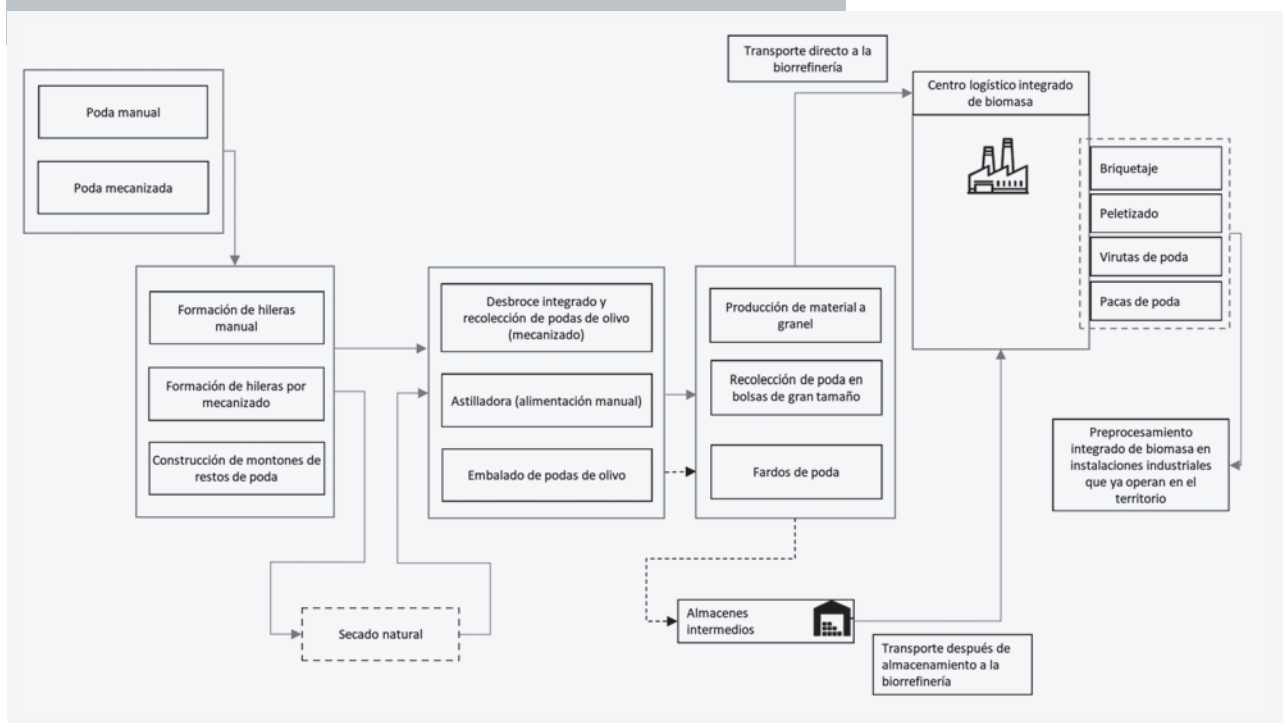 Poda manual
Poda mecanizada
Formación de hileras
manual
Formación de hileras por
mecanizado
Construcción de montones de
restos de poda
Secado natural
Desbroce integrado y
recolección de podas de olivo
(mecanizado)
Astilladora (alimentación manual)
Embalado de podas de olivo
Producción de material a
granel
Recolección de poda en
bolsas de gran tamaño
Fardos de poda
Almacenes
intermedios
Transporte directo a la
biorrefinería
Transporte después de
almacenamiento a la
biorrefinería
Centro logístico integrado
de biomasa
Briquetaje
Peletizado
Virutas de poda
Pacas de poda
Preprocesamiento
integrado de biomasa en
instalaciones industriales
que ya operan en el
territorio